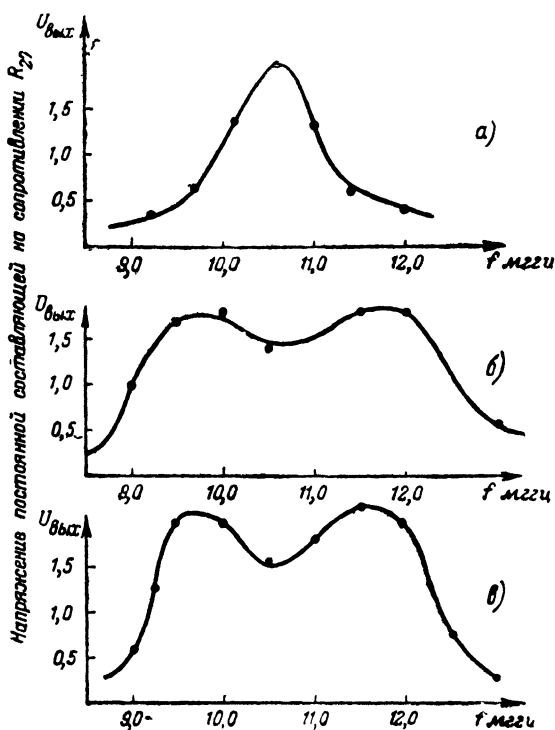 Напряжение постоянной составляющей на сопротивлении R27
Uвых
1,5
1,0
0,5
а)
9,0 10,0 11,0 12,0 f мггц
Uвых
1,5
1,0
0,5
б)
9,0 10,0 11,0 12,0 f мггц
Uвых
1,5
1,0
0,5
в)
9,0 10,0 11,0 12,0 f мггц